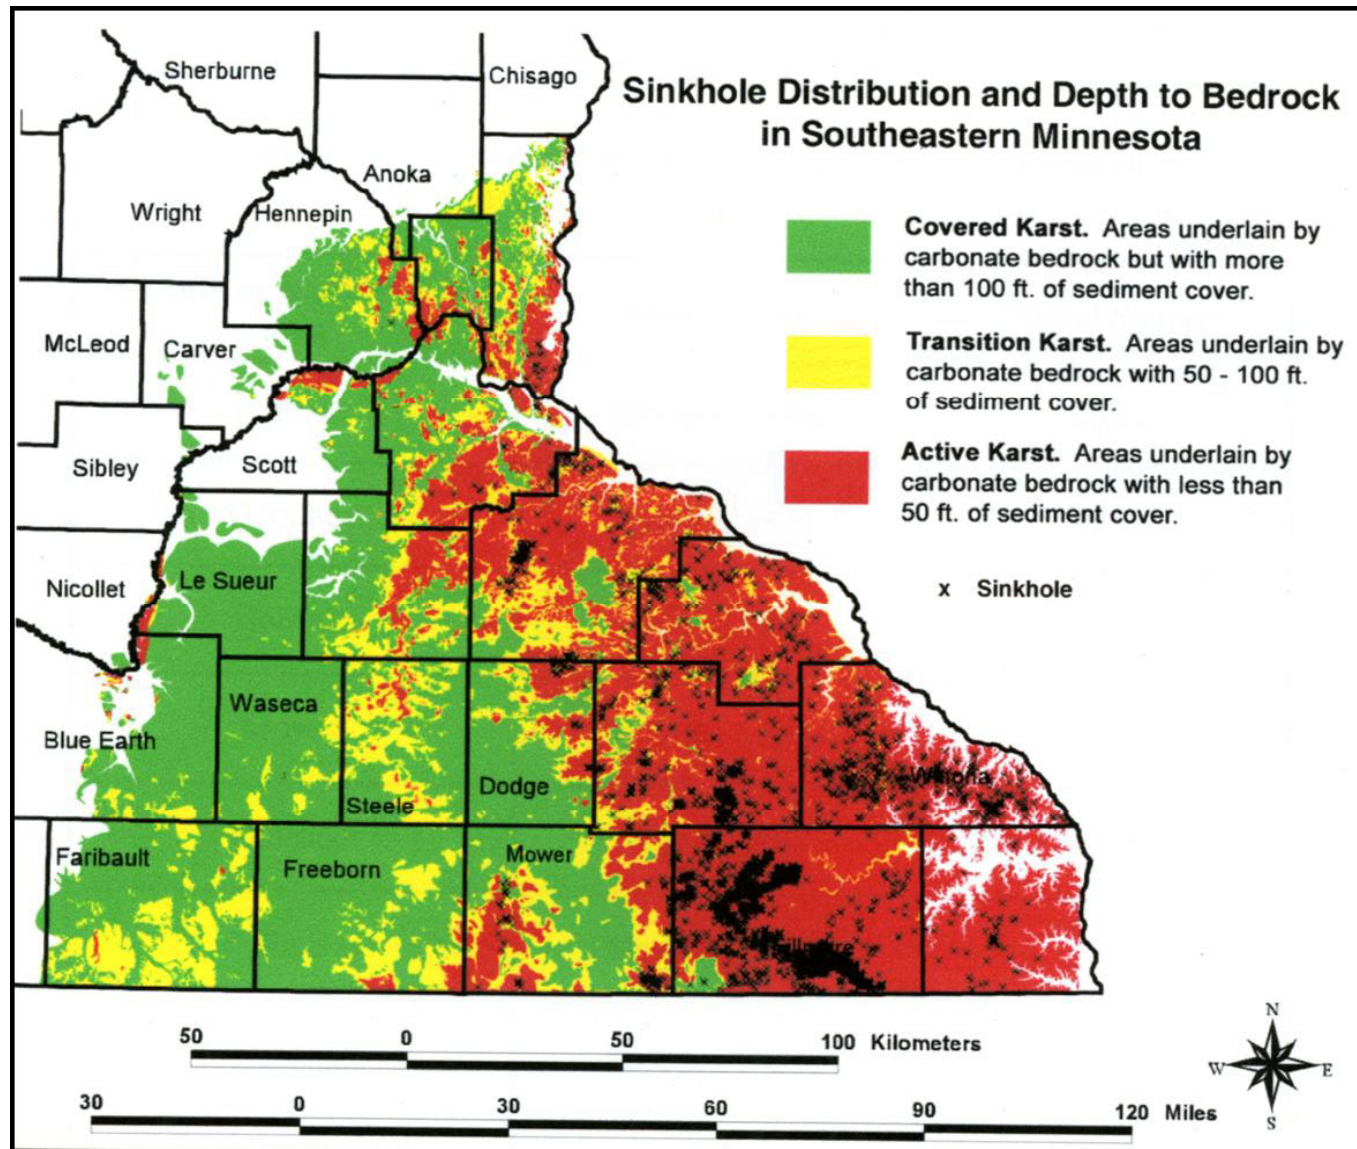 Sherburne
Chisago
Sinkhole Distribution and Depth to Bedrock
in Southeastern Minnesota
Anoka
Wright
Hennepin
Covered Karst. Areas underlain by
carbonate bedrock but with more
than 100 ft. of sediment cover.
McLeod
Carver
Transition Karst. Areas underlain by
carbonate bedrock with 50 - 100 ft.
of sediment cover.
Sibley
Scott
Active Karst. Areas underlain by
carbonate bedrock with less than
50 ft. of sediment cover.
Nicollet
Le Sueur
x Sinkhole
Waseca
Blue Earth
Steele
Dodge
Winona
Faribault
Freeborn
Mower
Fillmore
50 0 50 100 Kilometers
30 0 30 60 90 120 Miles
N
W E
S